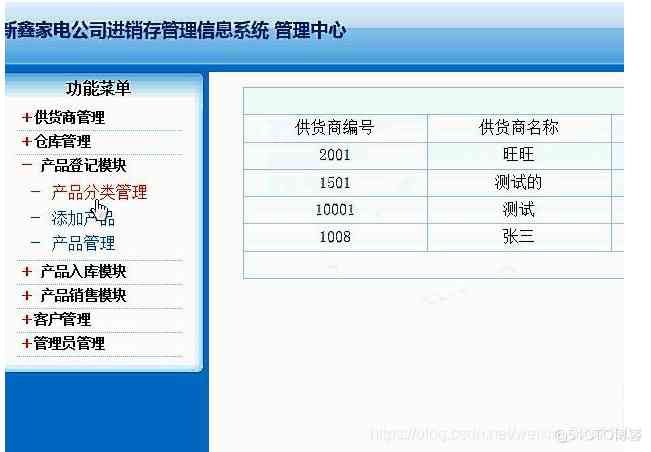 新鑫家电公司进销存管理信息系统 管理中心
功能菜单
+供货商管理
+仓库管理
− 产品登记模块
− 产品分类管理
− 添加产品
− 产品管理
+ 产品入库模块
+ 产品销售模块
+客户管理
+管理员管理
供货商编号 供货商名称
2001 旺旺
1501 测试的
10001 测试
1008 张三
https://blog.csdn.net/wei @51CTO博客